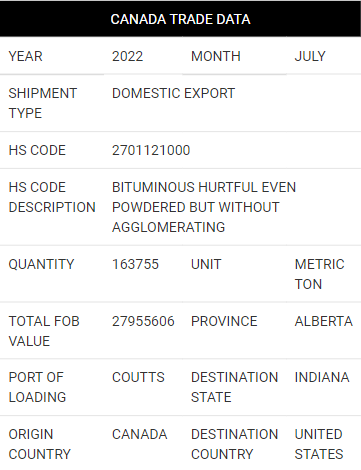 CANADA TRADE DATA
YEAR 2022 MONTH JULY
SHIPMENT DOMESTIC EXPORT
TYPE
HS CODE 2701121000
HS CODE BITUMINOUS HURTFUL EVEN
DESCRIPTION POWDERED BUT WITHOUT
AGGLOMERATING
QUANTITY 163755 UNIT METRIC
TON
TOTAL FOB 27955606 PROVINCE ALBERTA
VALUE
PORT OF COUTTS DESTINATION INDIANA
LOADING STATE
ORIGIN CANADA DESTINATION UNITED
COUNTRY COUNTRY STATES